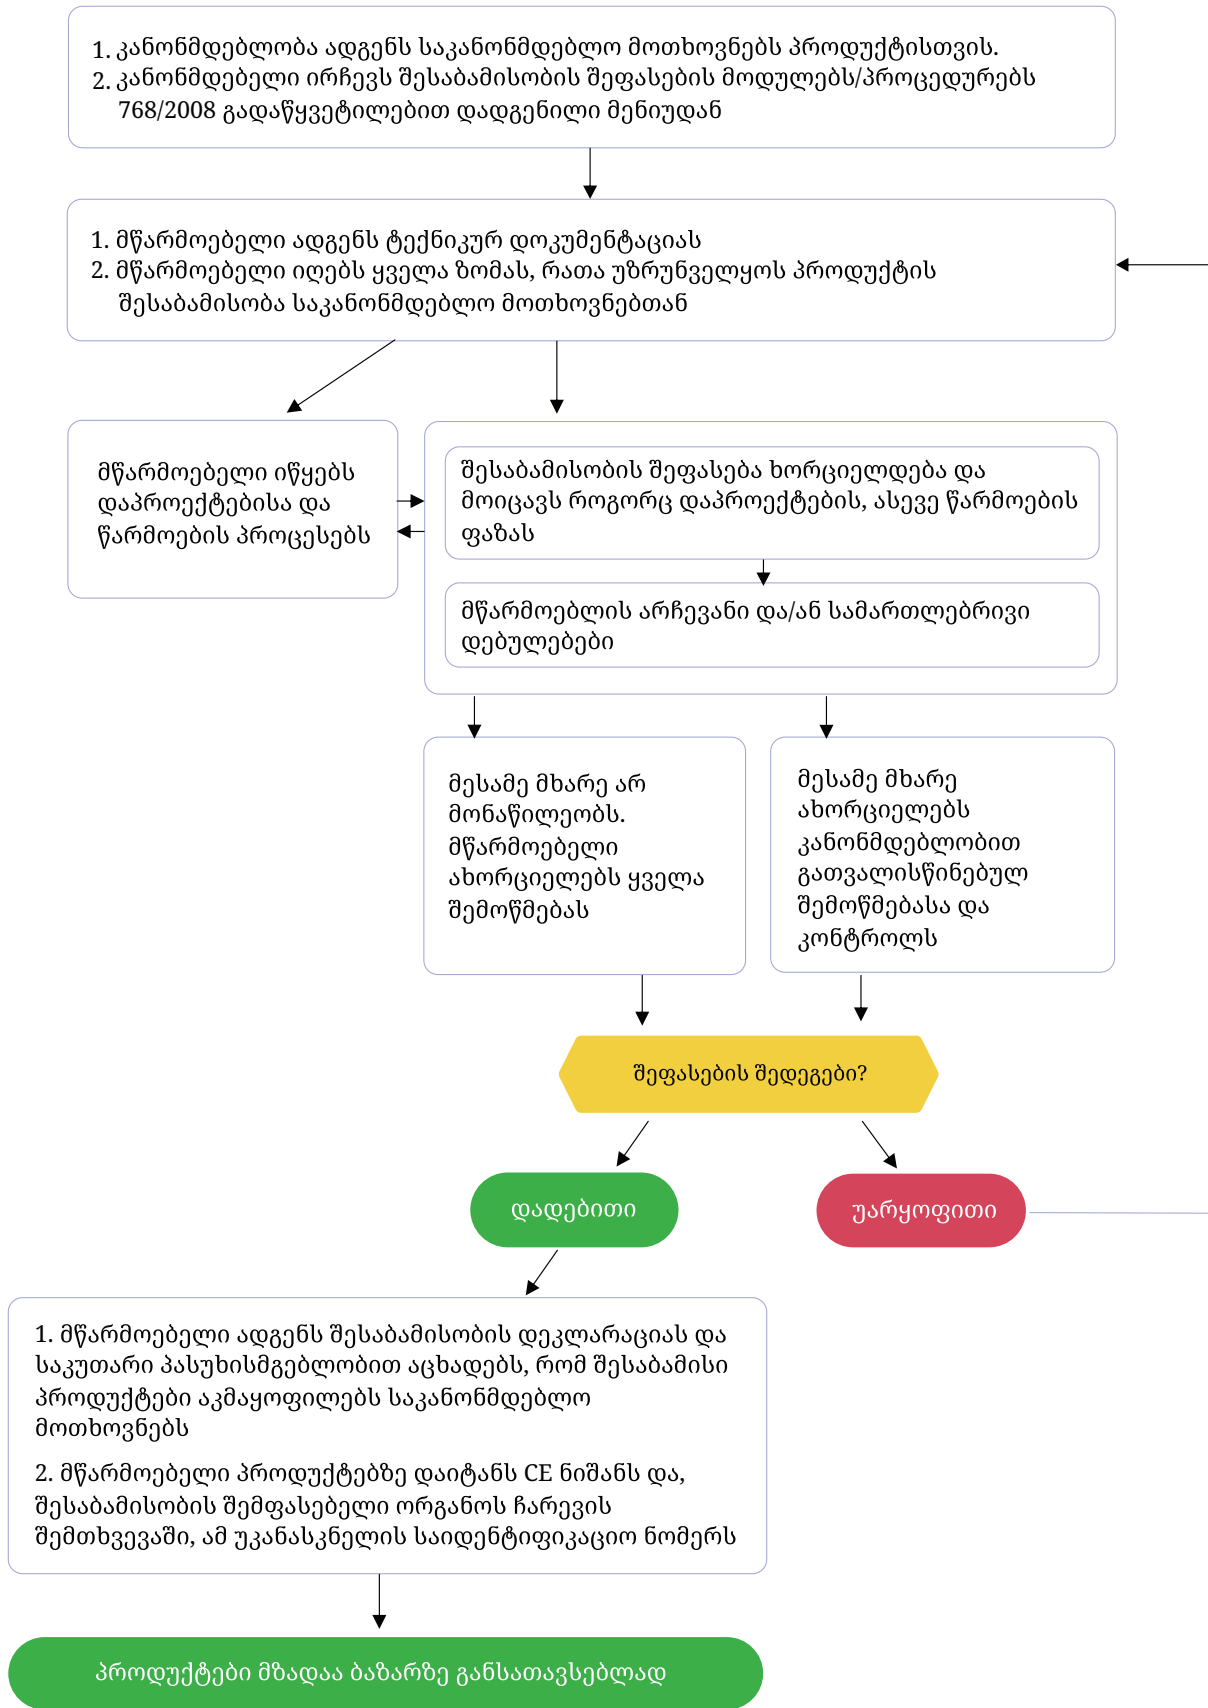 1. კანონმდებლობა ადგენს საკანონმდებლო მოთხოვნებს პროდუქტისთვის.
2. კანონმდებელი ირჩევს შესაბამისობის შეფასების მოდულებს/პროცედურებს
768/2008 გადაწყვეტილებით დადგენილი მენიუდან
1. მწარმოებელი ადგენს ტექნიკურ დოკუმენტაციას
2. მწარმოებელი იღებს ყველა ზომას, რათა უზრუნველყოს პროდუქტის
შესაბამისობა საკანონმდებლო მოთხოვნებთან
მწარმოებელი იწყებს
დაპროექტებისა და
წარმოების პროცესებს
შესაბამისობის შეფასება ხორციელდება და
მოიცავს როგორც დაპროექტების, ასევე წარმოების
ფაზას
მწარმოებლის არჩევანი და/ან სამართლებრივი
დებულებები
მესამე მხარე არ
მონაწილეობს.
მწარმოებელი
ახორციელებს ყველა
შემოწმებას
მესამე მხარე
ახორციელებს
კანონმდებლობით
გათვალისწინებულ
შემოწმებასა და
კონტროლს
შეფასების შედეგები?
დადებითი
უარყოფითი
1. მწარმოებელი ადგენს შესაბამისობის დეკლარაციას და
საკუთარი პასუხისმგებლობით აცხადებს, რომ შესაბამისი
პროდუქტები აკმაყოფილებს საკანონმდებლო
მოთხოვნებს
2. მწარმოებელი პროდუქტებზე დაიტანს CE ნიშანს და,
შესაბამისობის შემფასებელი ორგანოს ჩარევის
შემთხვევაში, ამ უკანასკნელის საიდენტიფიკაციო ნომერს
პროდუქტები მზადაა ბაზარზე განსათავსებლად